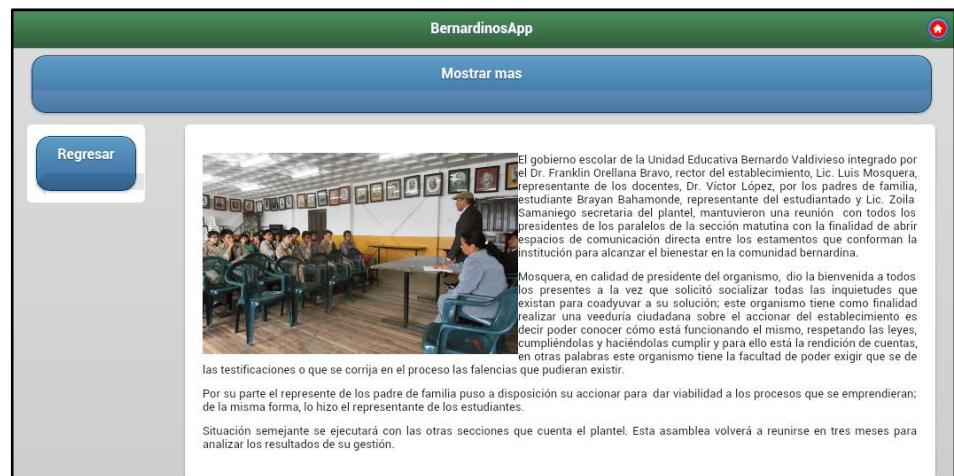 BernardinosApp
Mostrar mas
Regresar
El gobierno escolar de la Unidad Educativa Bernardo Valdivieso integrado por
el Dr. Franklin Orellana Bravo, rector del establecimiento, Lic. Luis Mosquera,
representante de los docentes, Dr. Víctor López, por los padres de familia,
estudiante Brayan Bahamonde, representante del estudiantado y Lic. Zoila
Samaniego secretaria del plantel, mantuvieron una reunión con todos los
presidentes de los paralelos de la sección matutina con la finalidad de abrir
espacios de comunicación directa entre los estamentos que conforman la
institución para alcanzar el bienestar en la comunidad bernardina.
Mosquera, en calidad de presidente del organismo, dio la bienvenida a todos
los presentes a la vez que solicitó socializar todas las inquietudes que
existan para coadyuvar a su solución; este organismo tiene como finalidad
realizar una veeduría ciudadana sobre el accionar del establecimiento es
decir poder conocer cómo está funcionando el mismo, respetando las leyes,
cumpliéndolas y haciéndolas cumplir y para ello está la rendición de cuentas,
en otras palabras este organismo tiene la facultad de poder exigir que se de
las testificaciones o que se corrija en el proceso las falencias que pudieran existir.
Por su parte el represente de los padre de familia puso a disposición su accionar para dar viabilidad a los procesos que se emprendieran;
de la misma forma, lo hizo el representante de los estudiantes.
Situación semejante se ejecutará con las otras secciones que cuenta el plantel. Esta asamblea volverá a reunirse en tres meses para
analizar los resultados de su gestión.